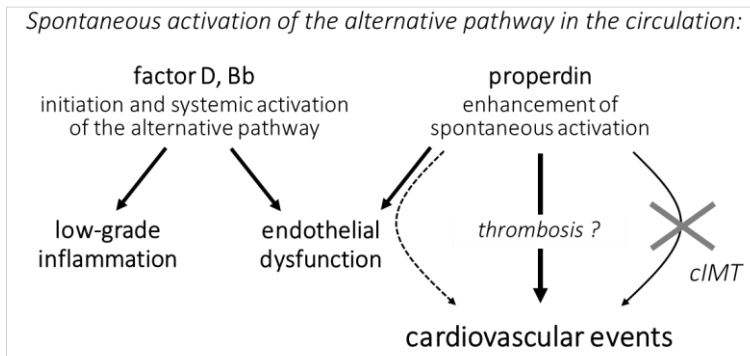 Spontaneous activation of the alternative pathway in the circulation:
factor D, Bb
initiation and systemic activation
of the alternative pathway
properdin
enhancement of
spontaneous activation
low-grade
inflammation
endothelial
dysfunction
thrombosis ?
cIMT
cardiovascular events